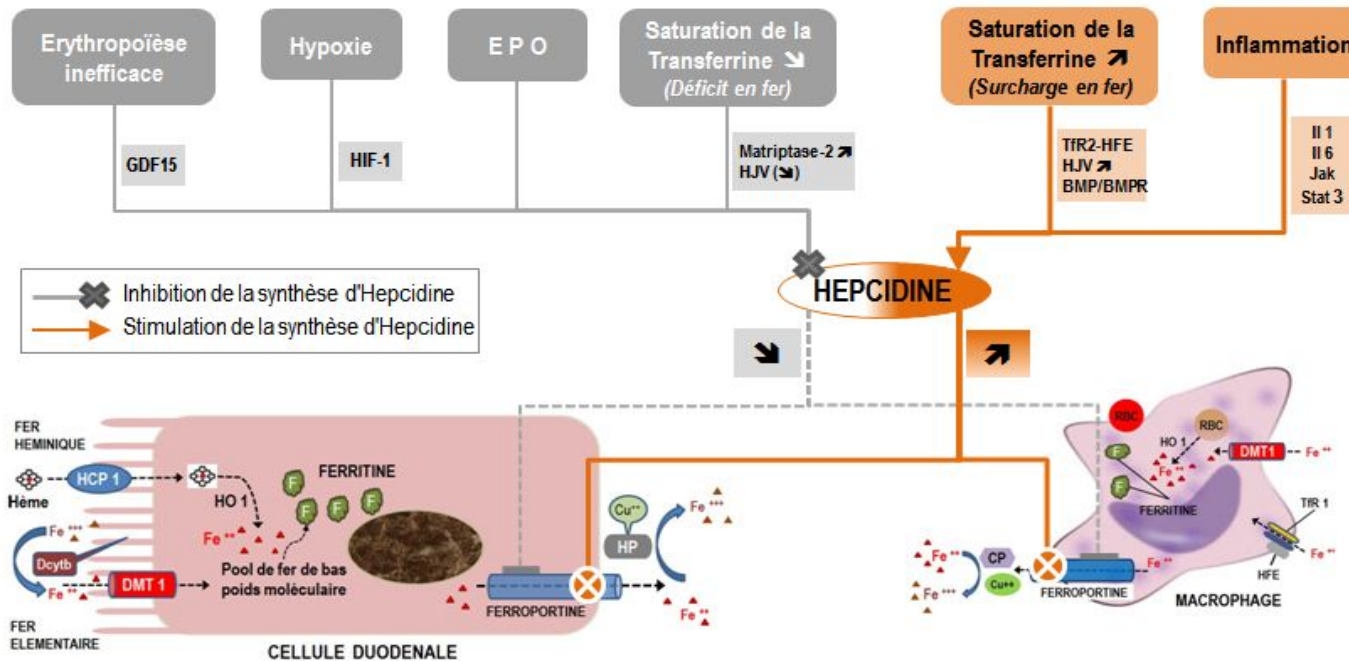 Erythropoïèse
inefficace
Hypoxie
E P O
Saturation de la
Transferrine ➘
(Déficit en fer)
Saturation de la
Transferrine ➚
(Surcharge en fer)
Inflammation
GDF15
HIF-1
Matriptase-2 ➚
HJV (➘)
TfR2-HFE
HJV ➚
BMP/BMPR
Il 1
Il 6
Jak
Stat 3
Inhibition de la synthèse d'Hepcidine
Stimulation de la synthèse d'Hepcidine
HEPCIDINE
➘
➚
FER
HEMINIQUE
HCP 1
Hème
HO 1
FERRITINE
F
F
F
F
F
Fe +++
Dcytb
Fe ++
DMT 1
Fe ++
Pool de fer de bas
poids moléculaire
FER
ELEMENTAIRE
CELLULE DUODENALE
Cu++
HP
Fe +++
Fe ++
FERROPORTINE
RBC
RBC
HO 1
F
F
Fe ++
DMT1
Fe ++
FERRITINE
TfR 1
Fe ++
HFE
Fe ++
CP
Cu++
Fe +++
Fe ++
FERROPORTINE
MACROPHAGE